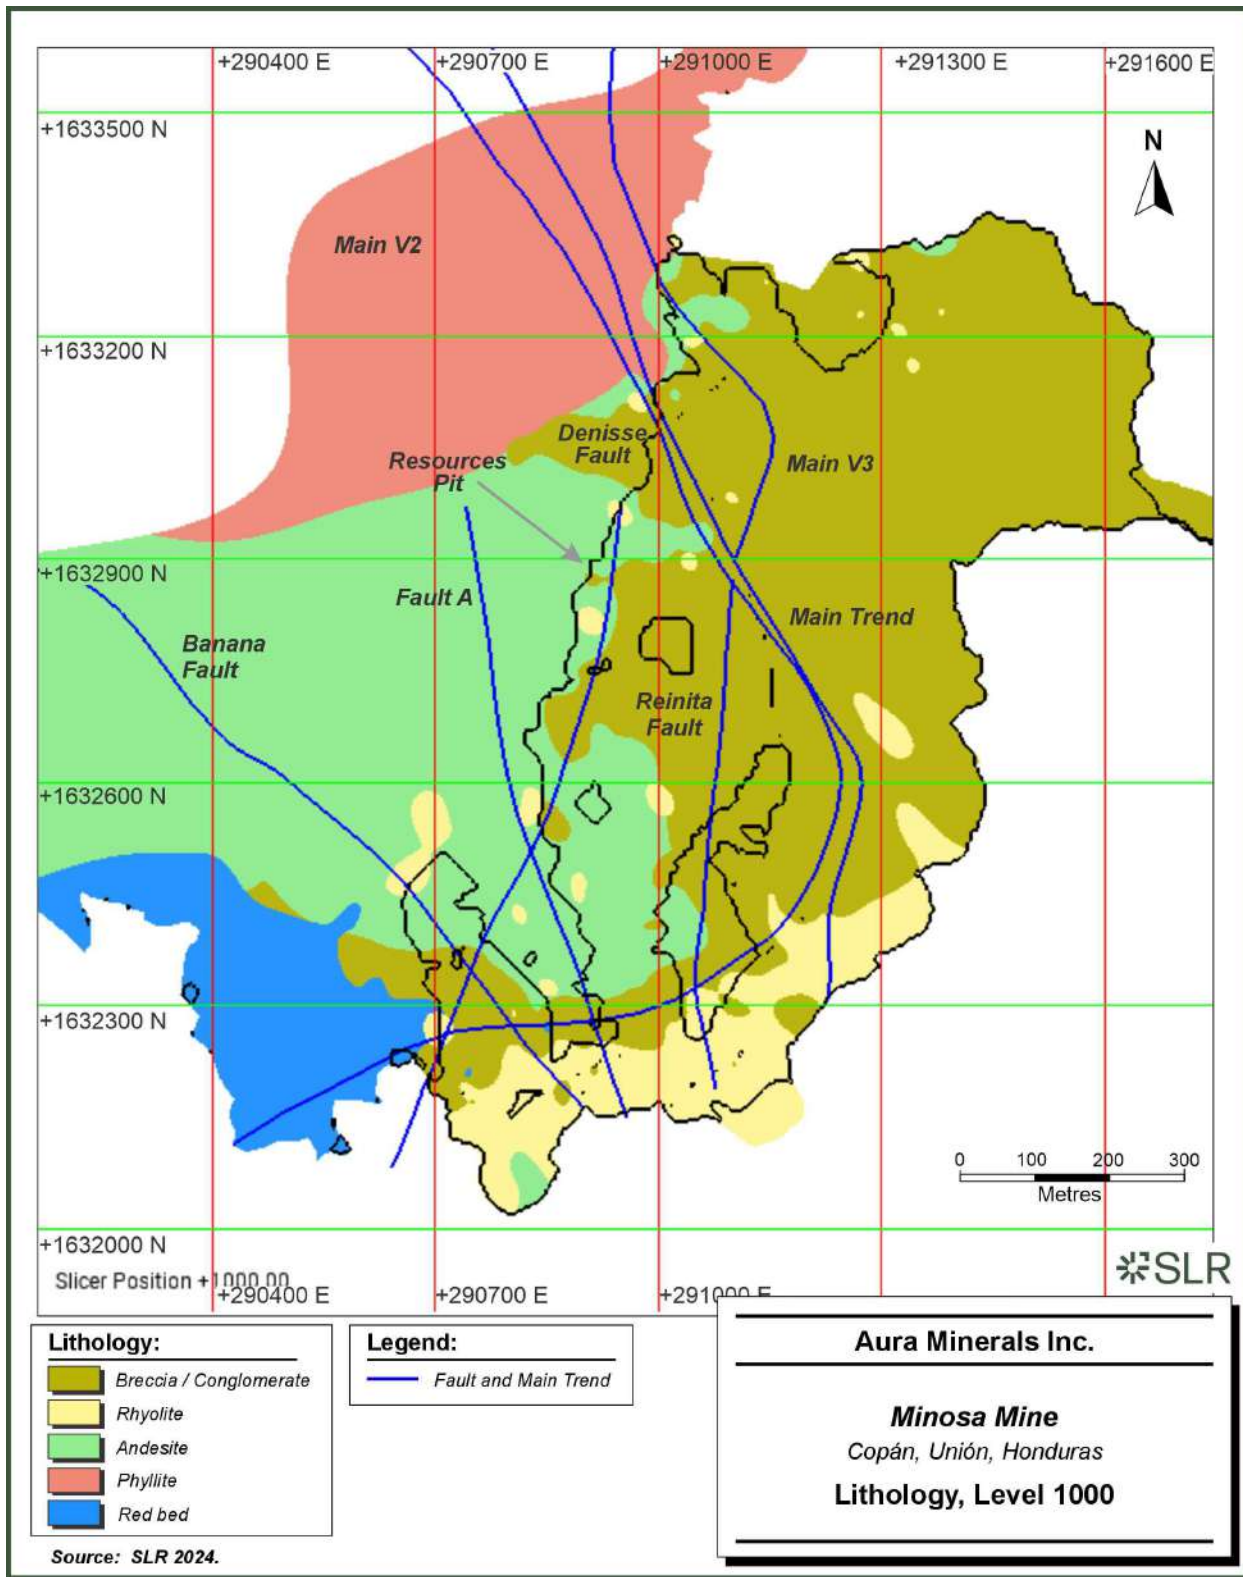 +290400 E
+290700 E
+291000 E
+291300 E
+291600 E
+1633500 N
N
Main V2
+1633200 N
Denisse
Fault
Resources
Pit
Main V3
+1632900 N
Fault A
Main Trend
Banana
Fault
Reinita
Fault
+1632600 N
+1632300 N
0 100 200 300
Metres
+1632000 N
SLR
Slicer Position +1000.00
+290400 E
+290700 E
+291000 E
Lithology:
Breccia / Conglomerate
Rhyolite
Andesite
Phyllite
Red bed
Legend:
Fault and Main Trend
Aura Minerals Inc.
Minosa Mine
Copán, Unión, Honduras
Lithology, Level 1000
Source: SLR 2024.